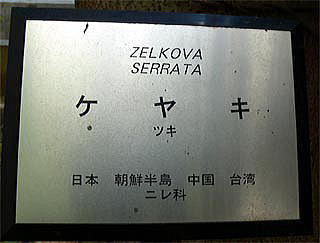 ZELKOVA
SERRATA
ケヤキ
ツキ
日本 朝鮮半島 中国 台湾
ニレ科